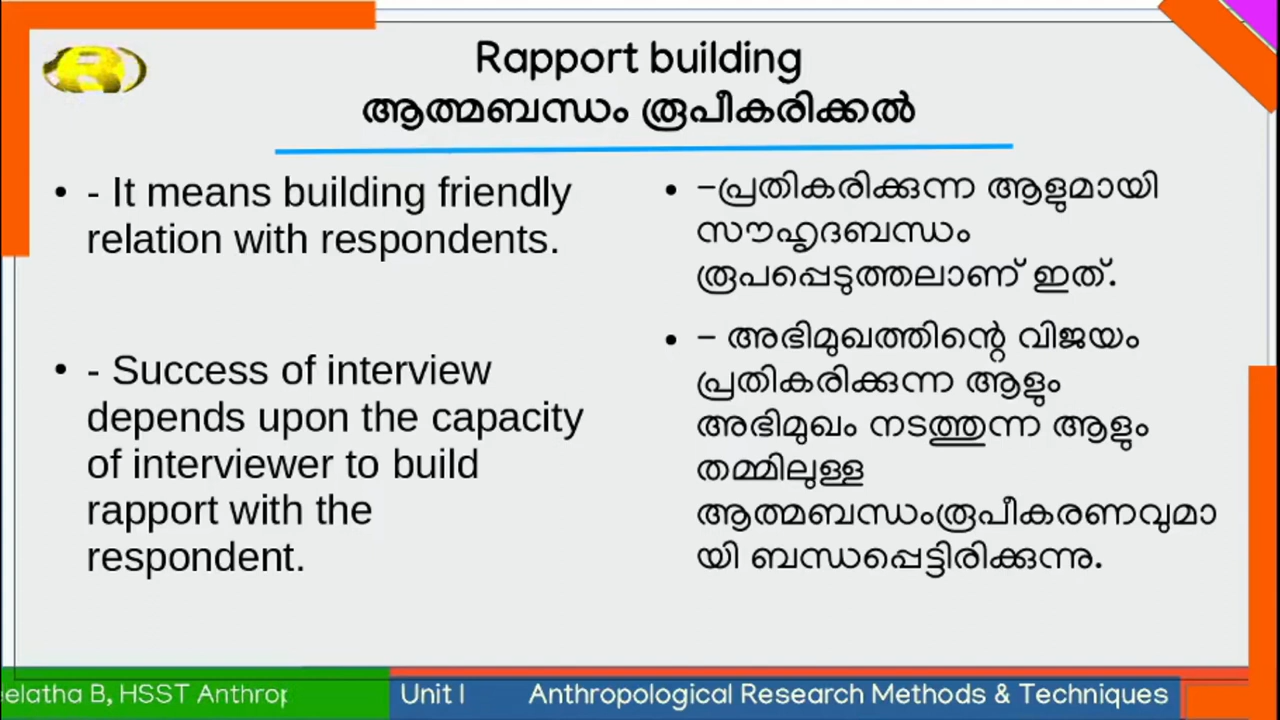 Rapport building
ആത്മബന്ധം രൂപീകരിക്കൽ
• - It means building friendly
relation with respondents.
• - Success of interview
depends upon the capacity
of interviewer to build
rapport with the
respondent.
• –പ്രതികരിക്കുന്ന ആളുമായി
സൗഹൃദബന്ധം
രൂപപ്പെടുത്തലാണ് ഇത്.
• – അഭിമുഖത്തിന്റെ വിജയം
പ്രതികരിക്കുന്ന ആളും
അഭിമുഖം നടത്തുന്ന ആളും
തമ്മിലുള്ള
ആത്മബന്ധംരൂപീകരണവുമാ
യി ബന്ധപ്പെട്ടിരിക്കുന്നു.
elatha B, HSST Anthrop
Unit I
Anthropological Research Methods & Techniques